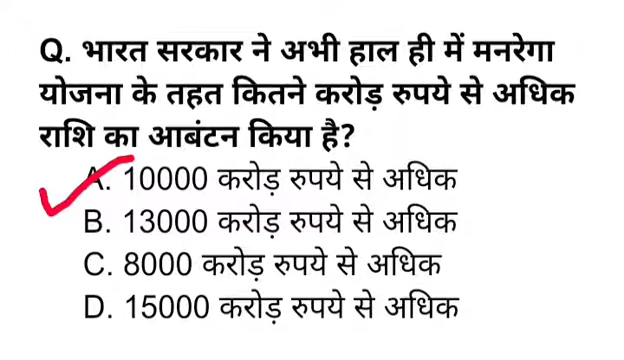 Q. भारत सरकार ने अभी हाल ही में मनरेगा
योजना के तहत कितने करोड़ रुपये से अधिक
राशि का आबंटन किया है?
A. 10000 करोड़ रुपये से अधिक
B. 13000 करोड़ रुपये से अधिक
C. 8000 करोड़ रुपये से अधिक
D. 15000 करोड़ रुपये से अधिक